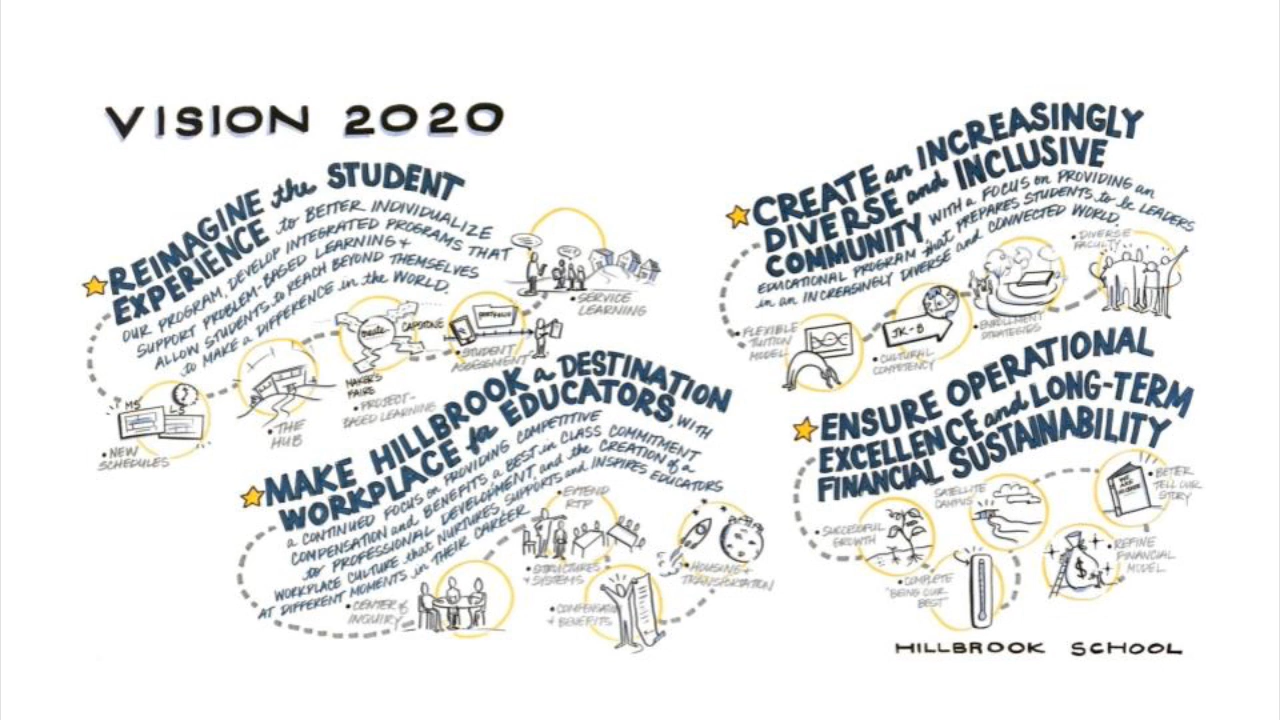 VISION 2020
REIMAGINE the STUDENT
EXPERIENCE to BETTER INDIVIDUALIZE
OUR PROGRAM, DEVELOP INTEGRATED PROGRAMS THAT
SUPPORT PROBLEM-BASED LEARNING +
ALLOW STUDENTS to REACH BEYOND THEMSELVES
to MAKE a DIFFERENCE in the WORLD.
MS
LS
• NEW
SCHEDULES
• THE
HUB
create
CAPSTONE
MAKER'S
FAIRS
• PROJECT-
BASED LEARNING
PORTFOLIO
• STUDENT
ASSESSMENT
• SERVICE
LEARNING
MAKE HILLBROOK a DESTINATION
WORKPLACE for EDUCATORS, WITH
a CONTINUED FOCUS on PROVIDING COMPETITIVE
COMPENSATION and BENEFITS, a BEST in CLASS COMMITMENT
to PROFESSIONAL DEVELOPMENT, and the CREATION of a
WORKPLACE CULTURE that NURTURES, SUPPORTS and INSPIRES EDUCATORS
AT DIFFERENT MOMENTS in THEIR CAREER
• CENTER of
INQUIRY
• EXTEND
RTP
• STRUCTURES
+ SYSTEMS
• COMPENSATION
+ BENEFITS
• HOUSING +
TRANSPORTATION
CREATE an INCREASINGLY
DIVERSE and INCLUSIVE
COMMUNITY, WITH a FOCUS on PROVIDING an
EDUCATIONAL PROGRAM that PREPARES STUDENTS to be LEADERS
in an INCREASINGLY DIVERSE and CONNECTED WORLD.
• FLEXIBLE
TUITION
MODEL
JK-8
• CULTURAL
COMPETENCY
• ENROLLMENT
STRATEGIES
• DIVERSE
FACULTY
ENSURE OPERATIONAL
EXCELLENCE and LONG-TERM
FINANCIAL SUSTAINABILITY
• SUCCESSFUL
GROWTH
SATELLITE
CAMPUS
• COMPLETE
"BEING OUR
BEST"
$
• REFINE
FINANCIAL
MODEL
• BETER
TELL OUR
STORY
HILLBROOK SCHOOL